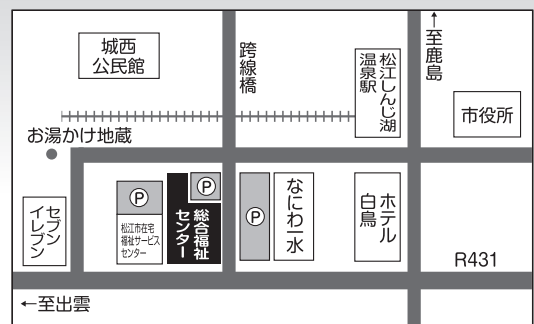 城西
公民館
跨線橋
松江しんじ湖
温泉駅
↑至鹿島
市役所
お湯かけ地蔵
セブン
イレブン
P
松江市在宅
福祉サービス
センター
P
総合福祉
センター
P
なにわ一水
ホテル
白鳥
R431
←至出雲